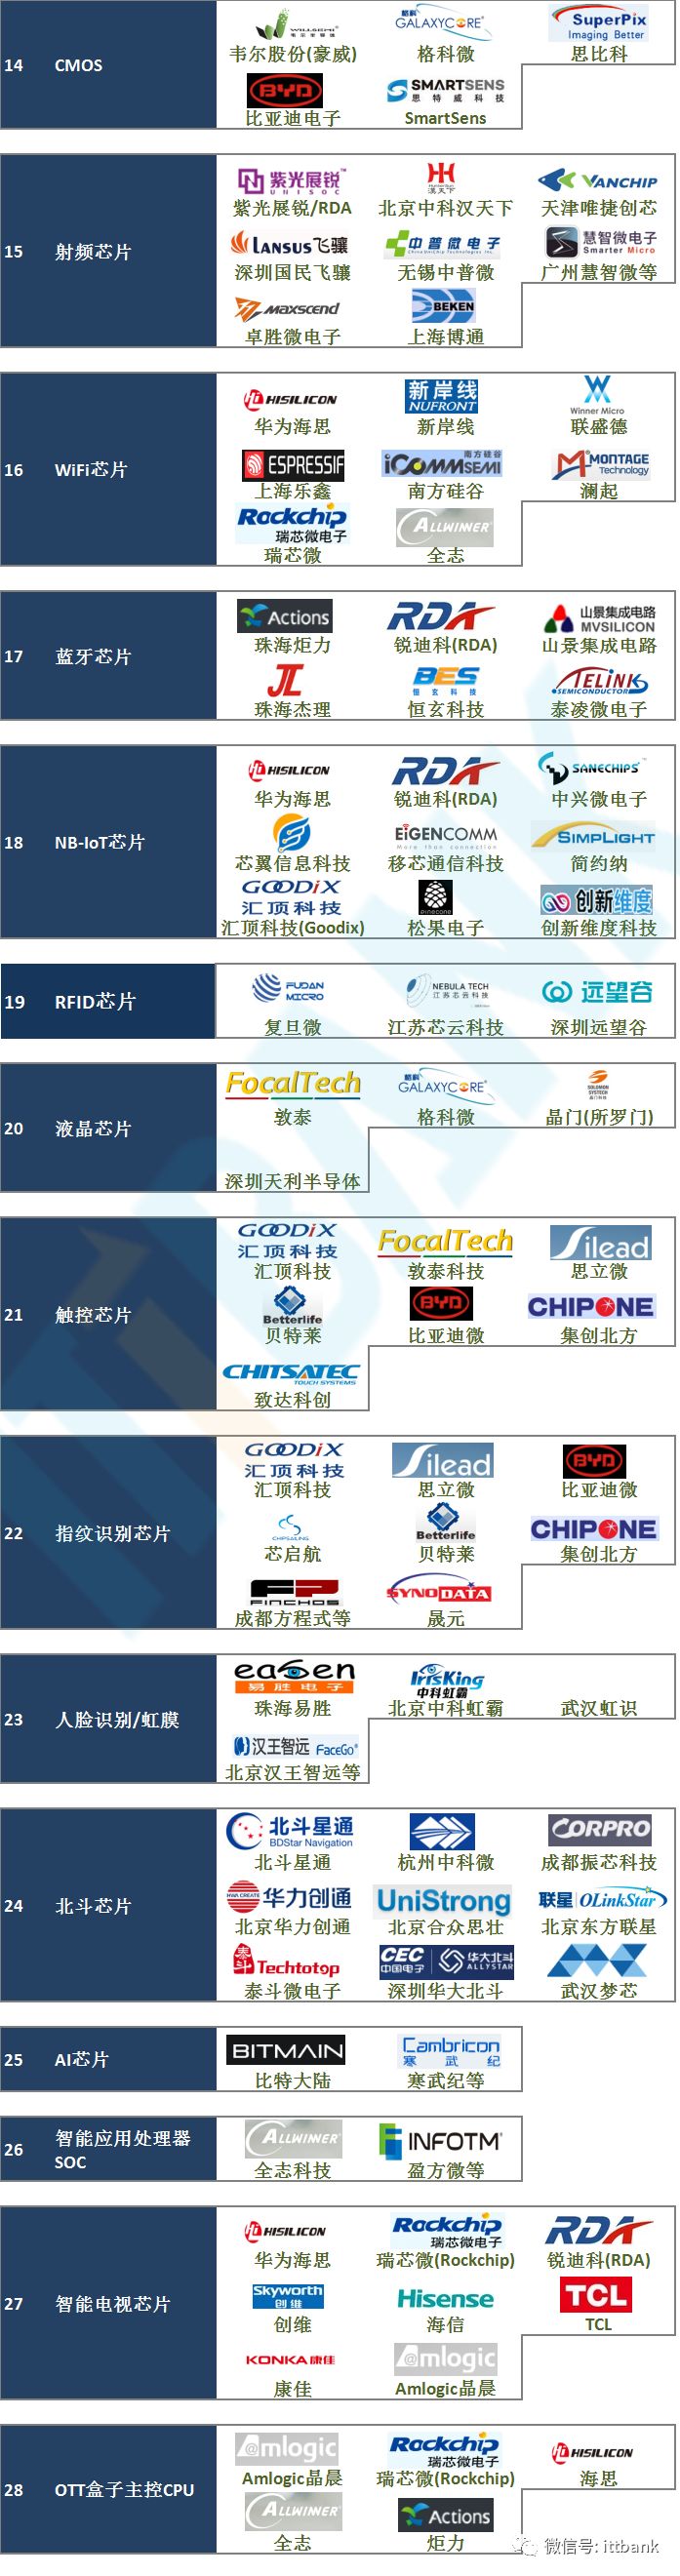 14 CMOS
WILLSEMI 格科 GALAXYCORE SuperPix
Imaging Better
韦尔股份(豪威) 格科微 思比科
BYD SMARTSENS
思特威科技
比亚迪电子 SmartSens
15 射频芯片
紫光展锐 UNISOC 汉天下 VANCHIP
紫光展锐/RDA 北京中科汉天下 天津唯捷创芯
LANSUS飞骧 中普微电子 慧智微电子
Smarter Micro
深圳国民飞骧 无锡中普微 广州慧智微等
MAXSCEND BEKEN
卓胜微电子 上海博通
16 WiFi芯片
HISILICON 新岸线 NUFRONT Winner Micro
华为海思 新岸线 联盛德
ESPRESSIF 南方硅谷 iCOMMSEMI MONTAGE Technology
上海乐鑫 南方硅谷 澜起
Rockchip 瑞芯微电子 ALLWINNER
瑞芯微 全志
17 蓝牙芯片
Actions RDA 山景集成电路 MVSILICON
珠海炬力 锐迪科(RDA) 山景集成电路
JL BES 恒玄科技 TELINK SEMICONDUCTOR
珠海杰理 恒玄科技 泰凌微电子
18 NB-IoT芯片
HISILICON RDA SANECHIPS
华为海思 锐迪科(RDA) 中兴微电子
EIGENCOMM
More than connection SIMPLIGHT
芯翼信息科技 移芯通信科技 简约纳
GOODIX 汇顶科技 PINECONE 创新维度
汇顶科技(Goodix) 松果电子 创新维度科技
19 RFID芯片
FUDAN MICRO NEBULA TECH 江苏芯云科技 远望谷
复旦微 江苏芯云科技 深圳远望谷
20 液晶芯片
FocalTech 格科 GALAXYCORE SOLOMON SYSTECH
敦泰 格科微 晶门(所罗门)
深圳天利半导体
21 触控芯片
GOODIX 汇顶科技 FocalTech Silead
汇顶科技 敦泰科技 思立微
Betterlife BYD CHIPONE
贝特莱 比亚迪微 集创北方
CHITSATEC
TOUCH SYSTEMS
致达科创
22 指纹识别芯片
GOODIX 汇顶科技 Silead BYD
汇顶科技 思立微 比亚迪微
CHIPSAILING Betterlife CHIPONE
芯启航 贝特莱 集创北方
FINCHOS SYNODATA
成都方程式等 晟元
23 人脸识别/虹膜
easen 易胜电子 IrisKing 中科虹霸
珠海易胜 北京中科虹霸 武汉虹识
汉王智远 FaceGo
北京汉王智远等
24 北斗芯片
北斗星通 BDStar Navigation CORPRO
北斗星通 杭州中科微 成都振芯科技
HWA CREATE 华力创通 UniStrong 联星 OLinkStar
北京华力创通 北京合众思壮 北京东方联星
泰斗 Techtotop CEC 中国电子 华大北斗 ALLYSTAR
泰斗微电子 深圳华大北斗 武汉梦芯
25 AI芯片
BITMAIN Cambricon 寒武纪
比特大陆 寒武纪等
26 智能应用处理器
SOC
ALLWINNER INFOTM
全志科技 盈方微等
27 智能电视芯片
HISILICON Rockchip 瑞芯微电子 RDA
华为海思 瑞芯微(Rockchip) 锐迪科(RDA)
Skyworth 创维 Hisense TCL
创维 海信 TCL
KONKA 康佳 @mlogic
康佳 Amlogic晶晨
28 OTT盒子主控CPU
@mlogic Rockchip 瑞芯微电子 HISILICON
Amlogic晶晨 瑞芯微(Rockchip) 海思
ALLWINNER Actions
全志 炬力
微信号: ittbank